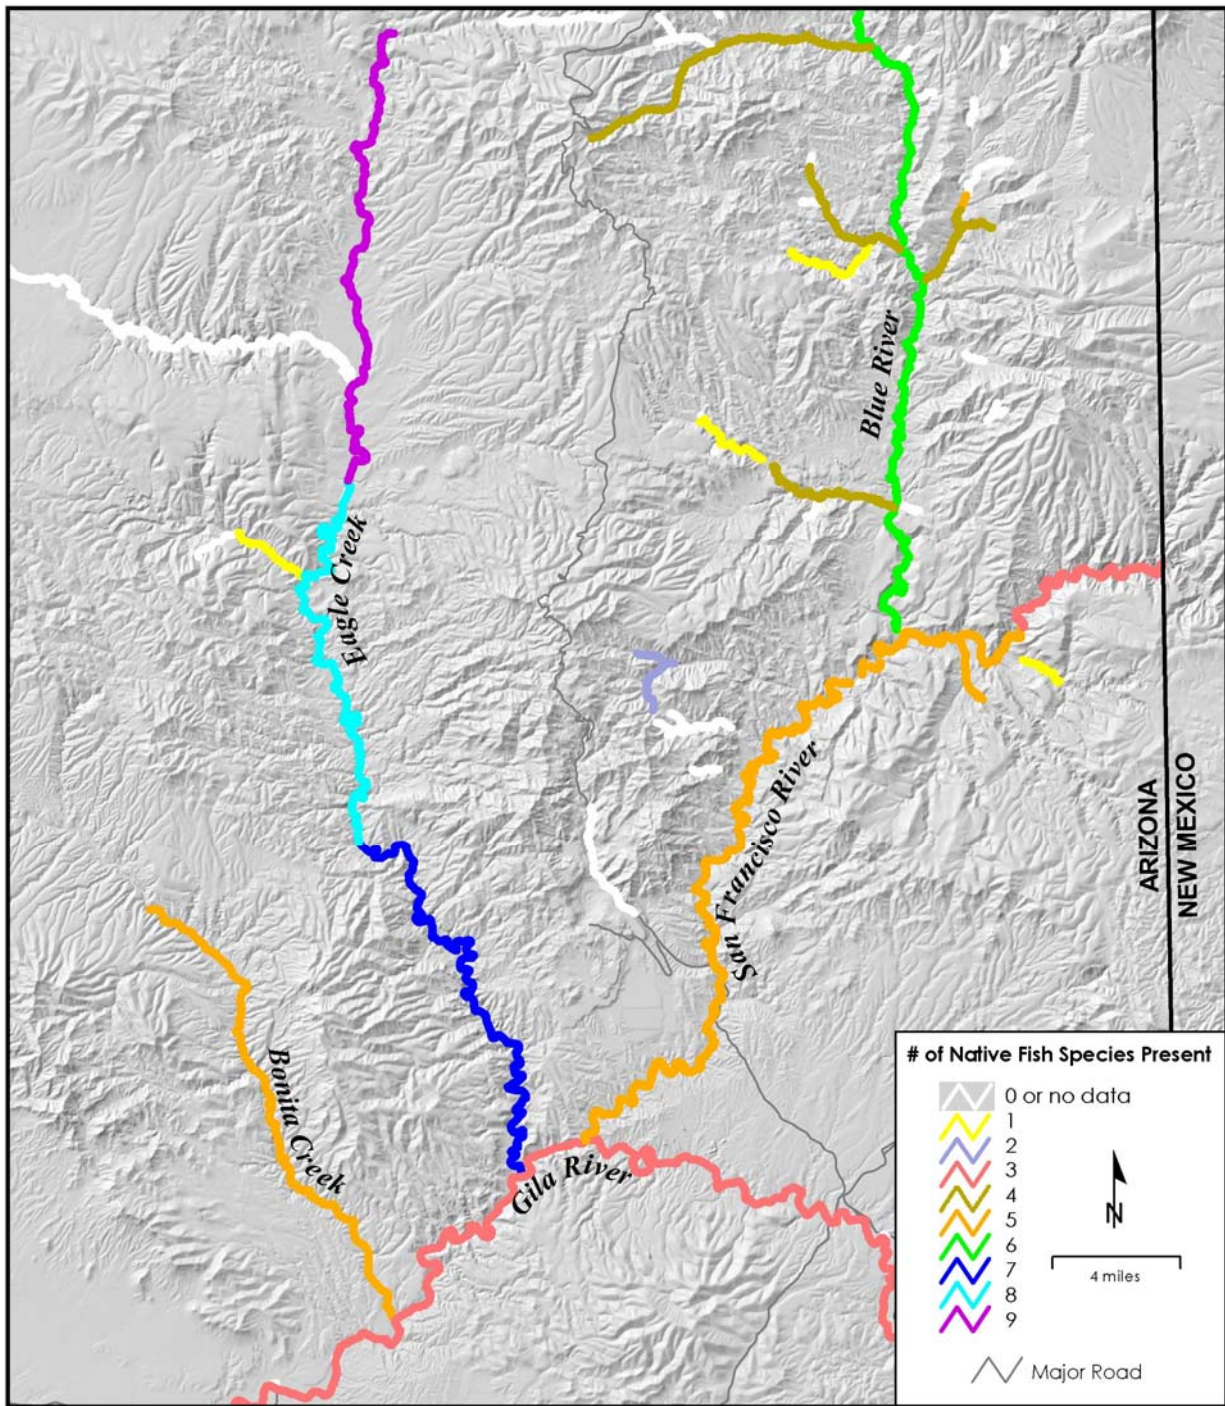 Blue River
Eagle Creek
San Francisco River
ARIZONA
NEW MEXICO
Bonita Creek
Gila River
# of Native Fish Species Present
0 or no data
1
2
3
4
5
6
7
8
9
N
4 miles
Major Road